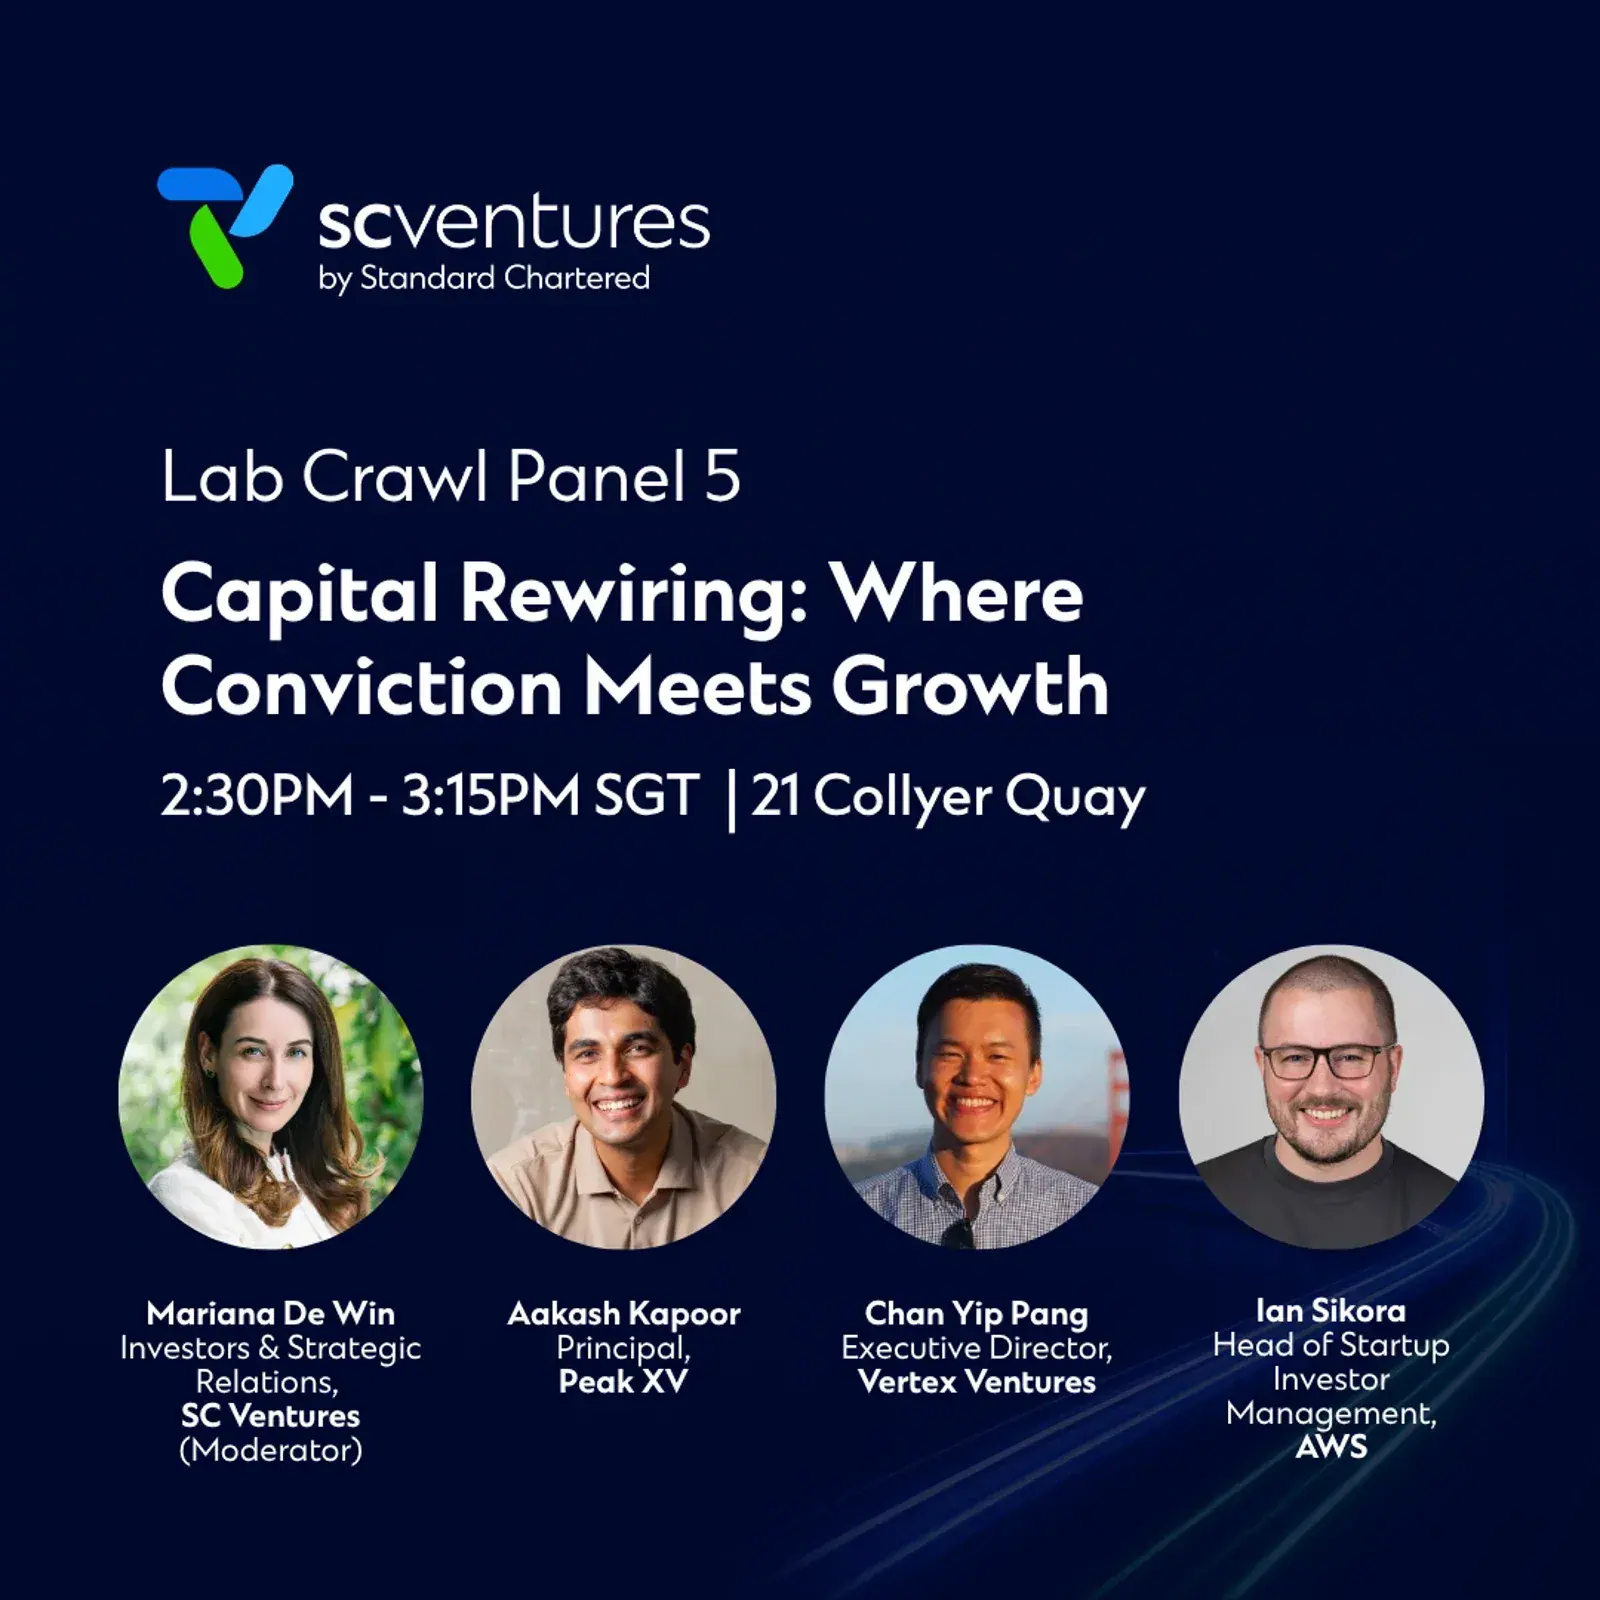 scventures
by Standard Chartered
Lab Crawl Panel 5
Capital Rewiring: Where
Conviction Meets Growth
2:30PM - 3:15PM SGT | 21 Collyer Quay
Mariana De Win
Investors & Strategic
Relations,
SC Ventures
(Moderator)
Aakash Kapoor
Principal,
Peak XV
Chan Yip Pang
Executive Director,
Vertex Ventures
Ian Sikora
Head of Startup
Investor
Management,
AWS